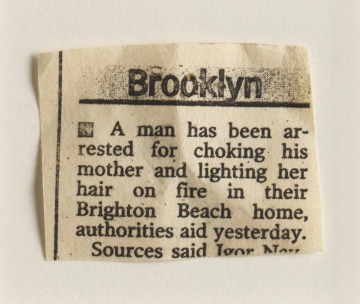 Brooklyn
A man has been ar-
rested for choking his
mother and lighting her
hair on fire in their
Brighton Beach home,
authorities aid yesterday.
Sources said Igor